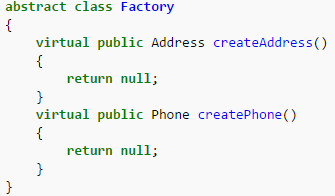 abstract class Factory
{
    virtual public Address createAddress()
    {
        return null;
    }
    virtual public Phone createPhone()
    {
        return null;
    }
}